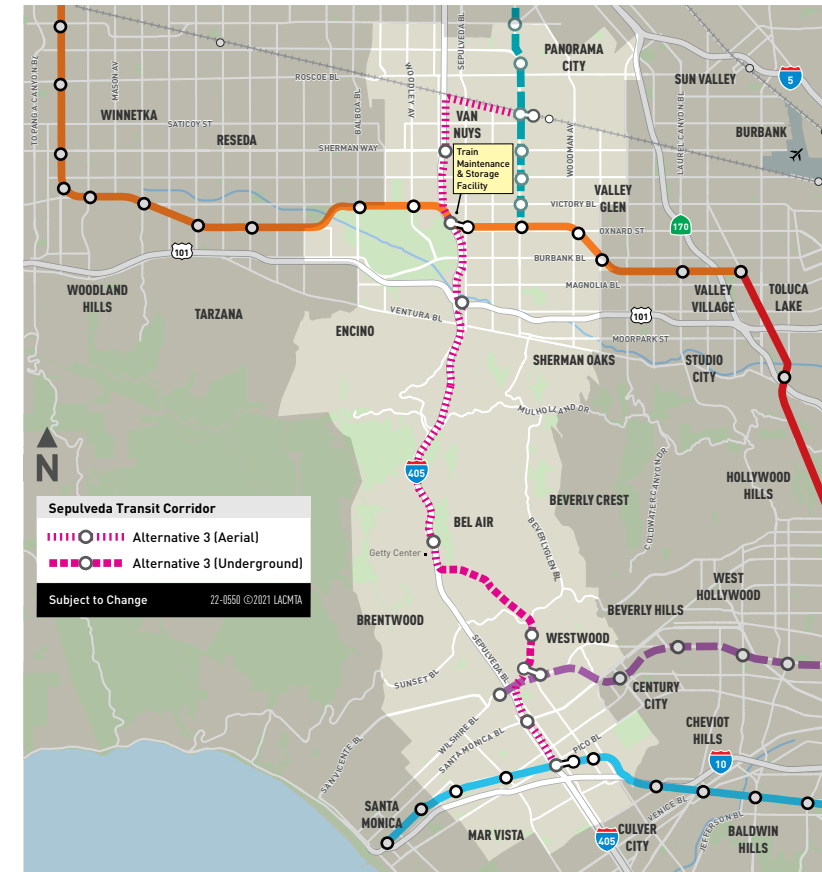 PANORAMA
CITY
SUN VALLEY
5
TOPANGA CANYON BL
MASON AV
WINNETKA
SATICOY ST
ROSCOE BL
RESEDA
BALBOA BL
WOODLEY AV
SEPULVEDA BL
VAN
NUYS
SHERMAN WAY
WOODMAN AV
LAUREL CANYON BL
BURBANK
Train
Maintenance
& Storage
Facility
VICTORY BL
VALLEY
GLEN
OXNARD ST
170
101
BURBANK BL
MAGNOLIA BL
WOODLAND
HILLS
TARZANA
VENTURA BL
ENCINO
101
VALLEY
VILLAGE
TOLUCA
LAKE
MOORPARK ST
SHERMAN OAKS
STUDIO
CITY
MULHOLLAND DR
N
405
COLDWATER CANYON DR
HOLLYWOOD
HILLS
BEVERLY CREST
BEL AIR
BEVERLY GLEN BL
Getty Center
Sepulveda Transit Corridor
Alternative 3 (Aerial)
Alternative 3 (Underground)
Subject to Change
22-0550 ©2021 LACMTA
WEST
HOLLYWOOD
BEVERLY HILLS
BRENTWOOD
WESTWOOD
SEPULVEDA BL
SUNSET BL
CENTURY
CITY
WILSHIRE BL
SANTA MONICA BL
PICO BL
CHEVIOT
HILLS
10
SAN VICENTE BL
SANTA
MONICA
MAR VISTA
405
CULVER
CITY
VENICE BL
JEFFERSON BL
BALDWIN
HILLS